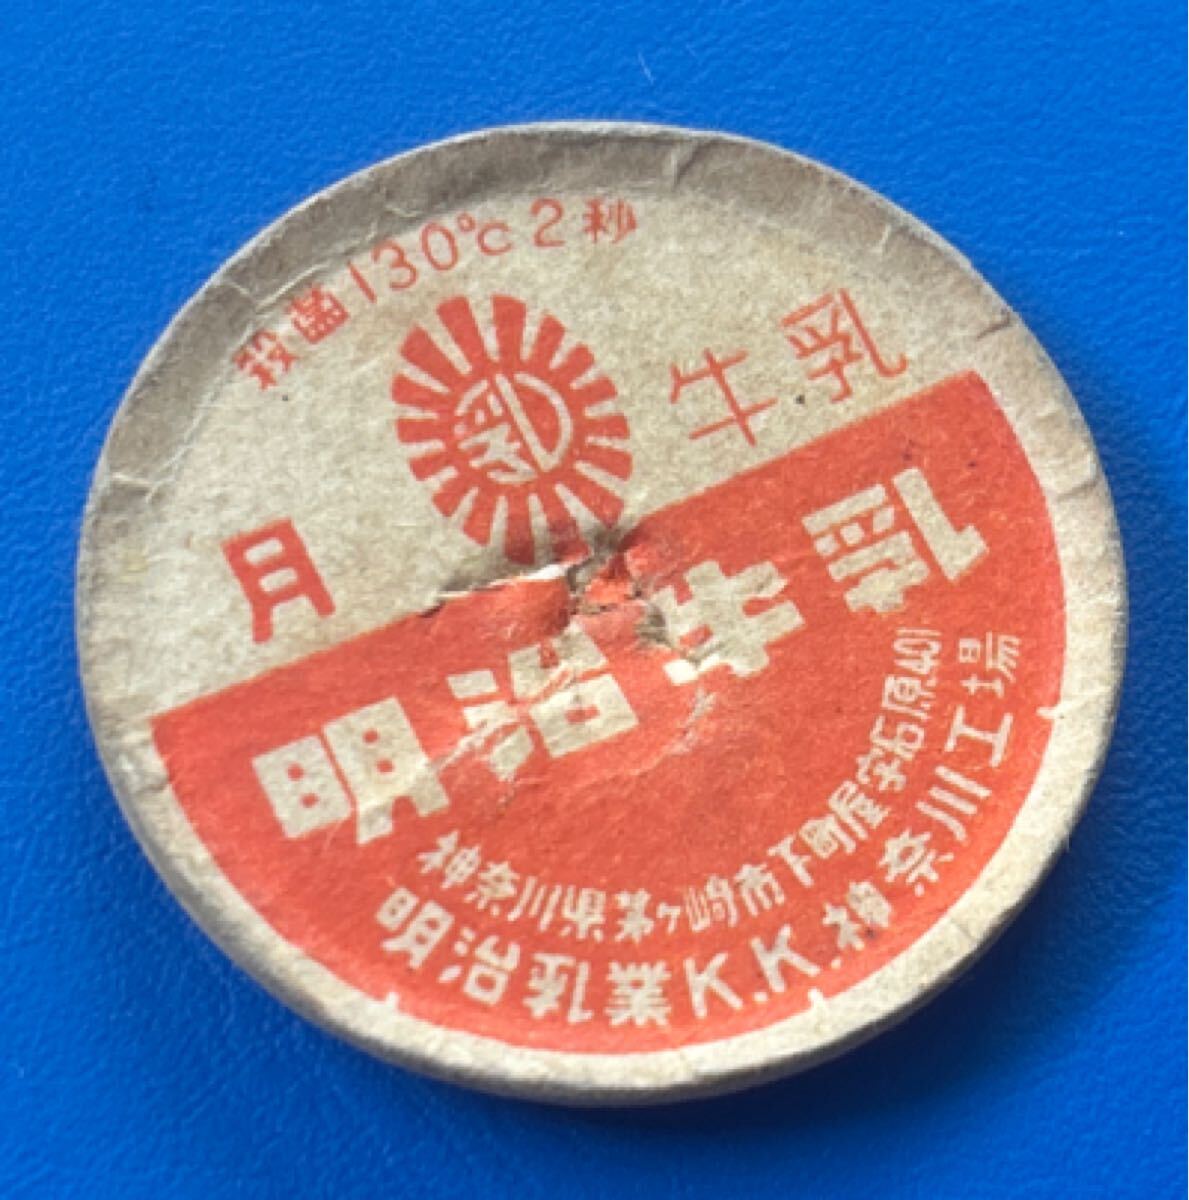 殺菌130℃2秒
均
牛乳
月
明治牛乳
神奈川県茅ヶ崎市下町屋字石原401
明治乳業K.K.神奈川工場